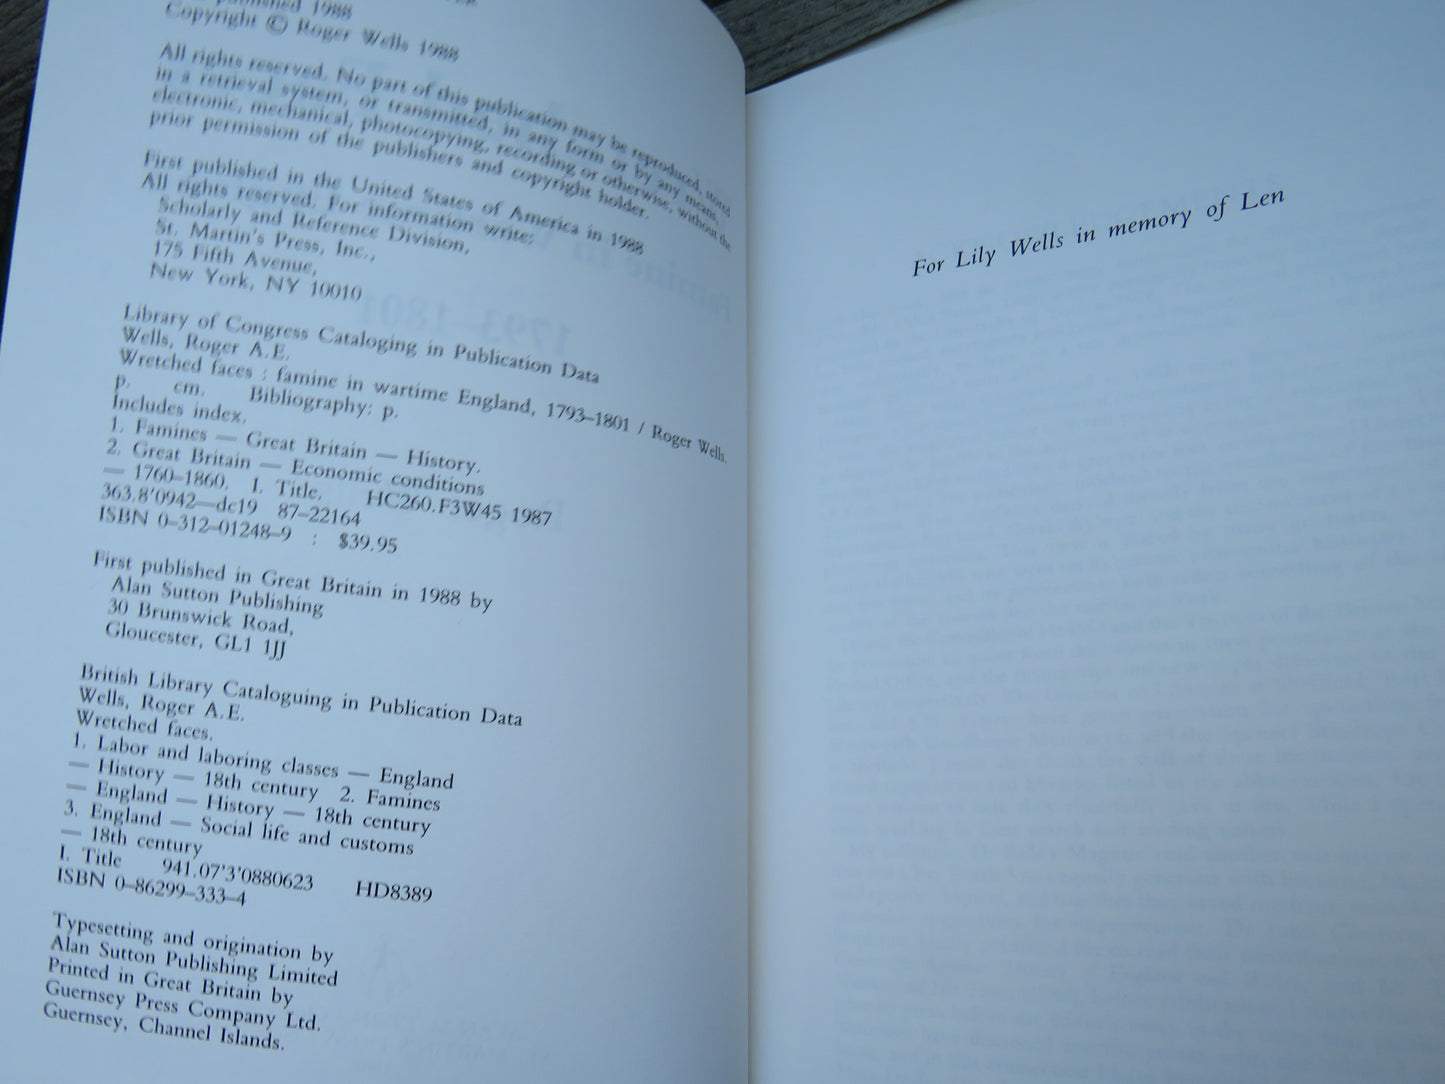 published 1988
Copyright © Roger Wells 1988
All rights reserved. No part of this publication may be reproduced, stored
in a retrieval system, or transmitted, in any form or by any means,
electronic, mechanical, photocopying, recording or otherwise, without the
prior permission of the publishers and copyright holder.
First published in the United States of America in 1988
All rights reserved. For information write:
Scholarly and Reference Division,
St. Martin's Press, Inc.,
175 Fifth Avenue,
New York, NY 10010
Library of Congress Cataloging in Publication Data
Wells, Roger A.E.
Wretched faces : famine in wartime England, 1793–1801 / Roger Wells.
p. cm. Bibliography: p.
Includes index.
1. Famines — Great Britain — History.
2. Great Britain — Economic conditions
— 1760–1860. I. Title. HC260.F3W45 1987
363.8'0942—dc19 87–22164
ISBN 0–312–01248–9 : $39.95
First published in Great Britain in 1988 by
Alan Sutton Publishing
30 Brunswick Road,
Gloucester, GL1 1JJ
British Library Cataloguing in Publication Data
Wells, Roger A.E.
Wretched faces.
1. Labor and laboring classes — England
— History — 18th century 2. Famines
— England — History — 18th century
3. England — Social life and customs
— 18th century
I. Title 941.07'3'0880623 HD8389
ISBN 0–86299–333–4
Typesetting and origination by
Alan Sutton Publishing Limited
Printed in Great Britain by
Guernsey Press Company Ltd.
Guernsey, Channel Islands.
For Lily Wells in memory of Len